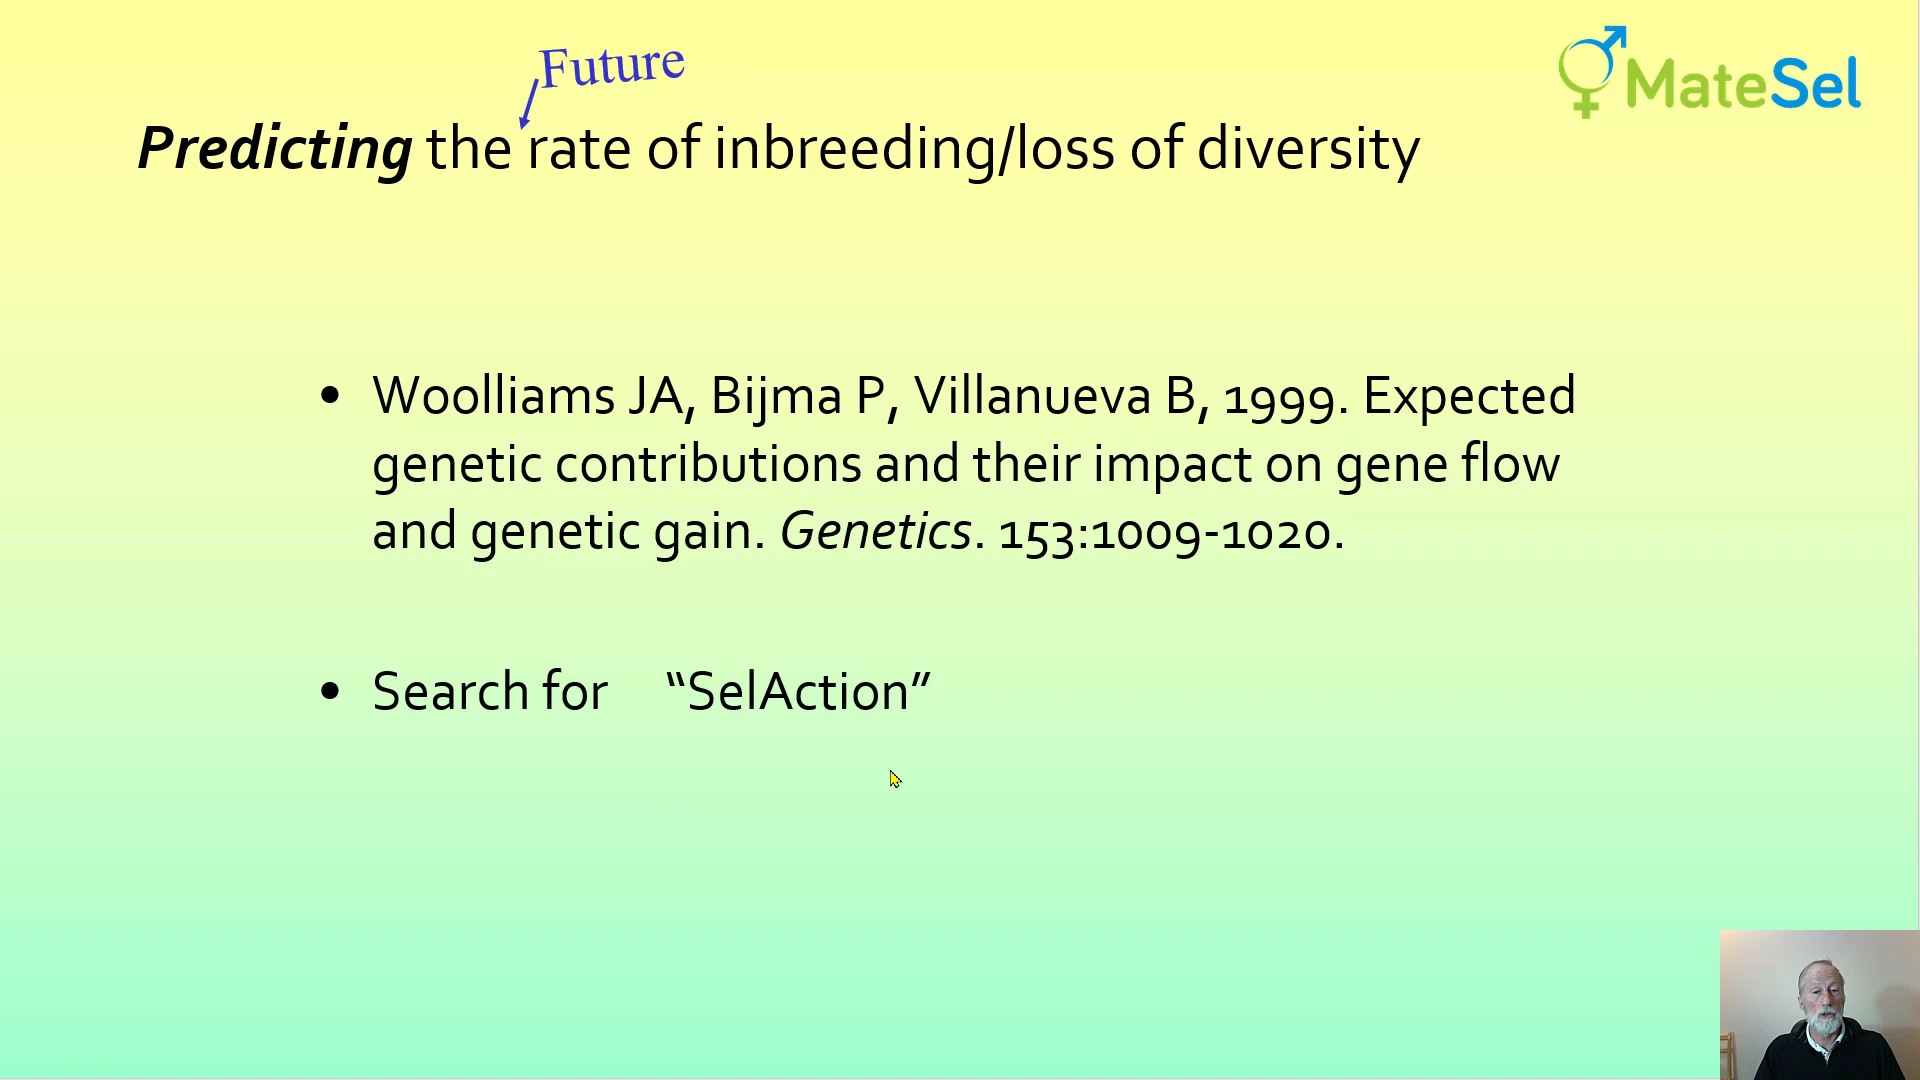 Future
MateSel
Predicting the rate of inbreeding/loss of diversity
• Woolliams JA, Bijma P, Villanueva B, 1999. Expected
genetic contributions and their impact on gene flow
and genetic gain. Genetics. 153:1009-1020.
• Search for “SelAction”